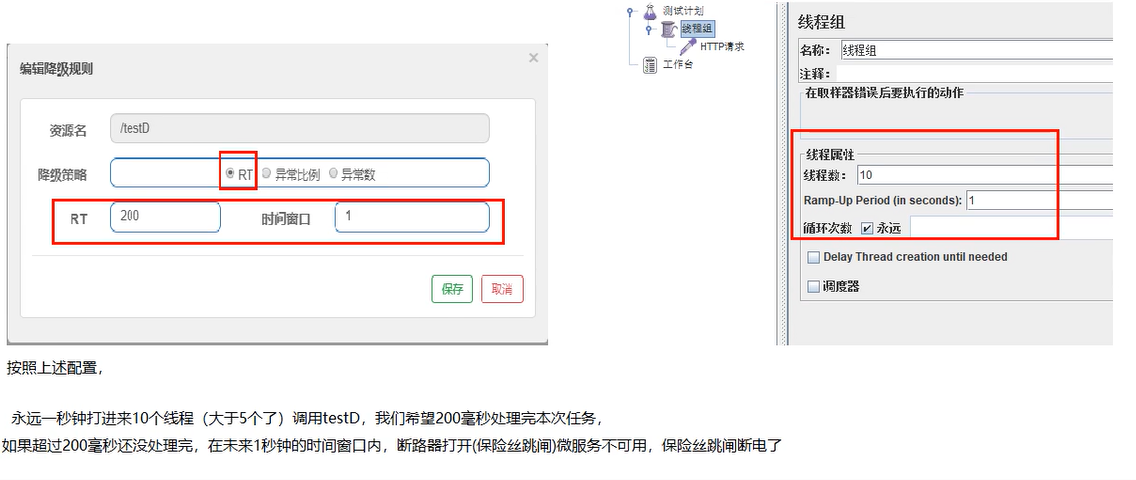 编辑降级规则
×
资源名
/testD
降级策略
RT 异常比例 异常数
RT
200
时间窗口
1
保存
取消
测试计划
线程组
HTTP请求
工作台
线程组
名称： 线程组
注释：
在取样器错误后要执行的动作
线程属性
线程数： 10
Ramp-Up Period (in seconds): 1
循环次数 永远
Delay Thread creation until needed
调度器
按照上述配置，
永远一秒钟打进来10个线程（大于5个了）调用testD，我们希望200毫秒处理完本次任务，
如果超过200毫秒还没处理完，在未来1秒钟的时间窗口内，断路器打开(保险丝跳闸)微服务不可用，保险丝跳闸断电了